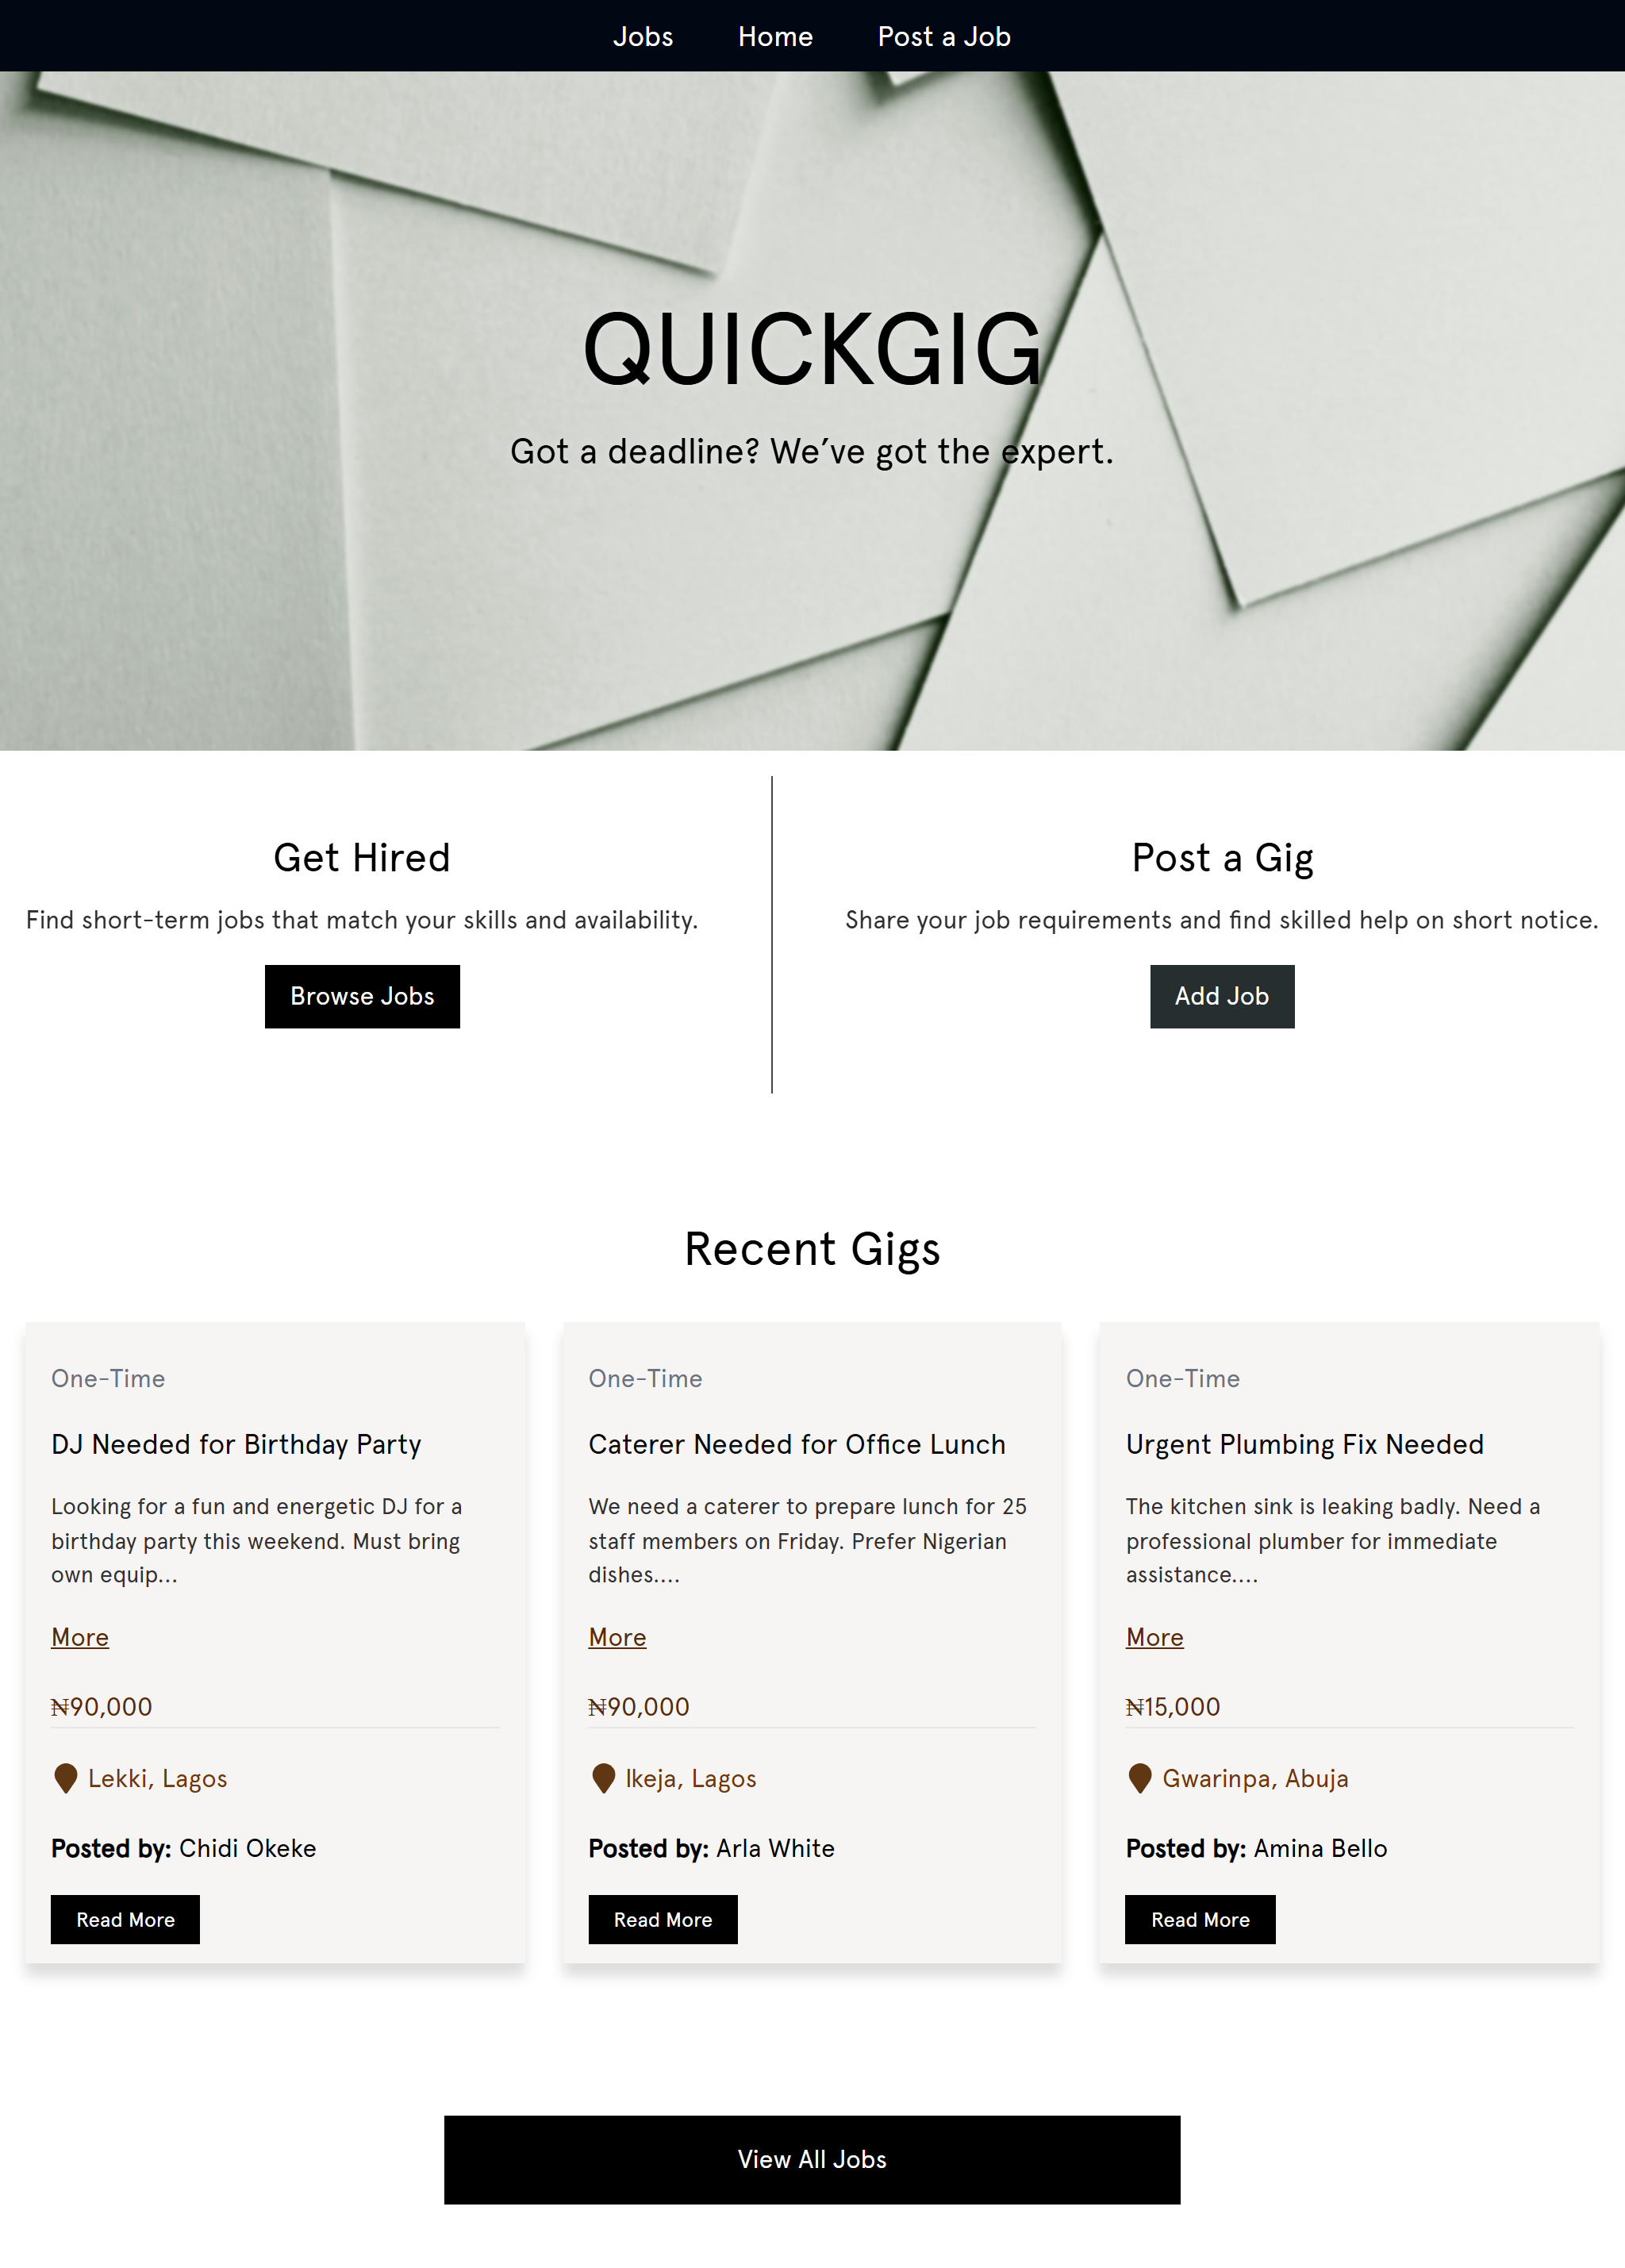 Jobs Home Post a Job
QUICKGIG
Got a deadline? We’ve got the expert.
Get Hired
Find short-term jobs that match your skills and availability.
Browse Jobs
Post a Gig
Share your job requirements and find skilled help on short notice.
Add Job
Recent Gigs
One-Time
DJ Needed for Birthday Party
Looking for a fun and energetic DJ for a
birthday party this weekend. Must bring
own equip...
More
₦90,000
Lekki, Lagos
Posted by: Chidi Okeke
Read More
One-Time
Caterer Needed for Office Lunch
We need a caterer to prepare lunch for 25
staff members on Friday. Prefer Nigerian
dishes....
More
₦90,000
Ikeja, Lagos
Posted by: Arla White
Read More
One-Time
Urgent Plumbing Fix Needed
The kitchen sink is leaking badly. Need a
professional plumber for immediate
assistance....
More
₦15,000
Gwarinpa, Abuja
Posted by: Amina Bello
Read More
View All Jobs